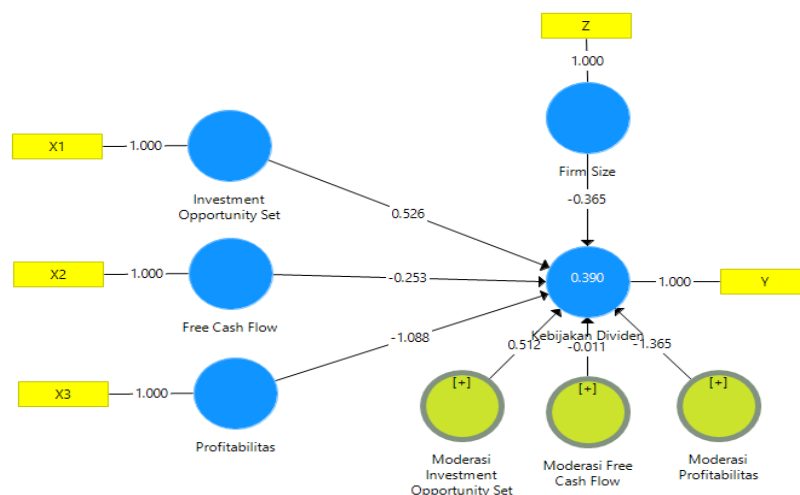 Z
1.000
X1
1.000
Firm Size
Investment
Opportunity Set
-0.365
0.526
X2
1.000
-0.253
0.390
1.000
Y
Free Cash Flow
Kebijakan Divider
-1.088
0.512
-0.011
-1.365
X3
1.000
[+]
[+]
[+]
Profitabilitas
Moderasi
Investment
Opportunity Set
Moderasi Free
Cash Flow
Moderasi
Profitabilitas